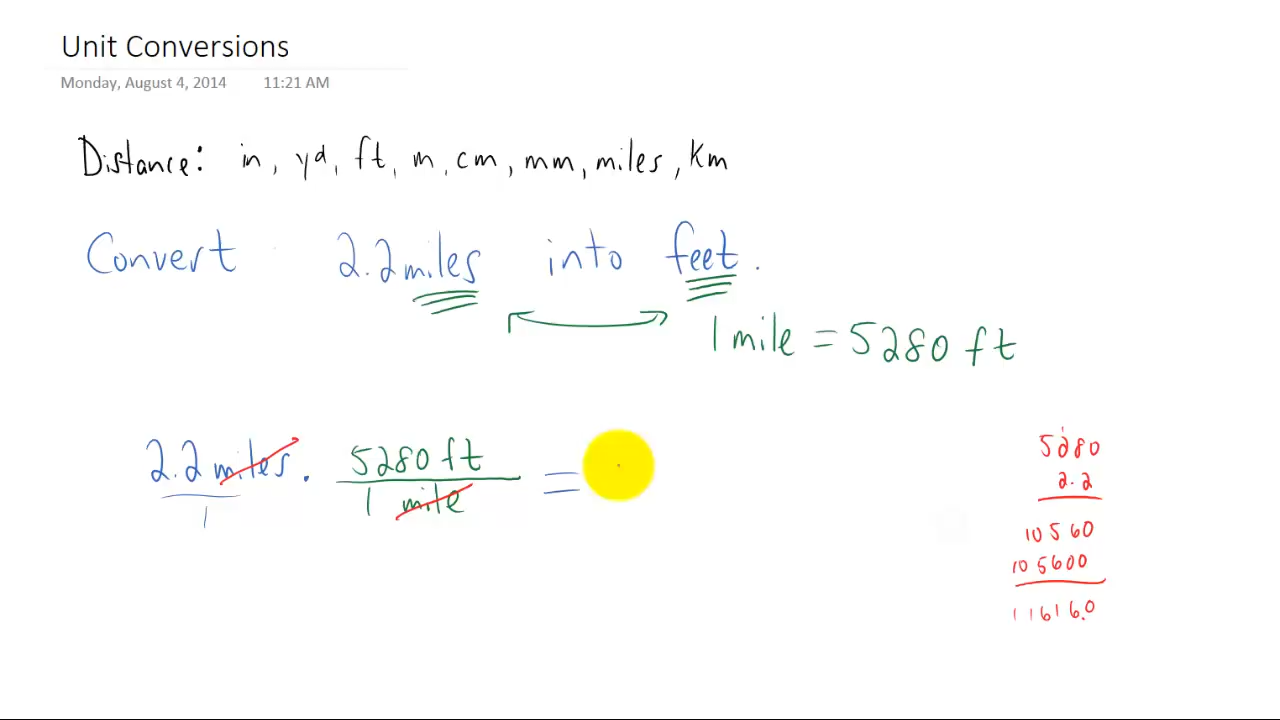 Unit Conversions
Monday, August 4, 2014 11:21 AM
Distance: in, yd, ft, m, cm, mm, miles, Km
Convert 2.2 miles into feet.
1 mile = 5280 ft
2.2 miles . 5280 ft =
1 1 mile
5280
2.2
10560
105600
11616.0